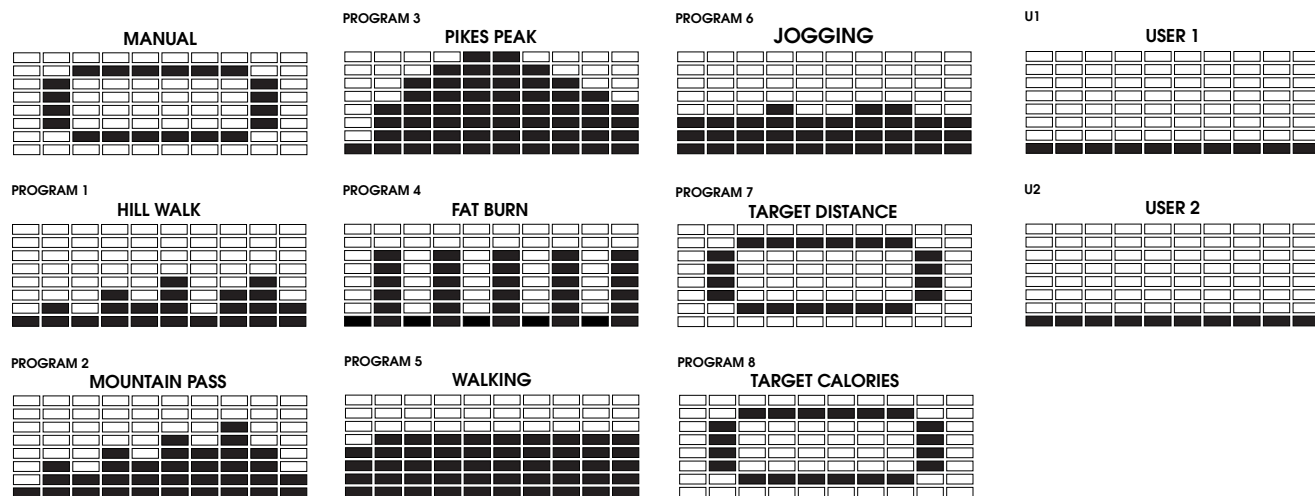 MANUAL
PROGRAM 1
HILL WALK
PROGRAM 2
MOUNTAIN PASS
PROGRAM 3
PIKES PEAK
PROGRAM 4
FAT BURN
PROGRAM 5
WALKING
PROGRAM 6
JOGGING
PROGRAM 7
TARGET DISTANCE
PROGRAM 8
TARGET CALORIES
U1
USER 1
U2
USER 2